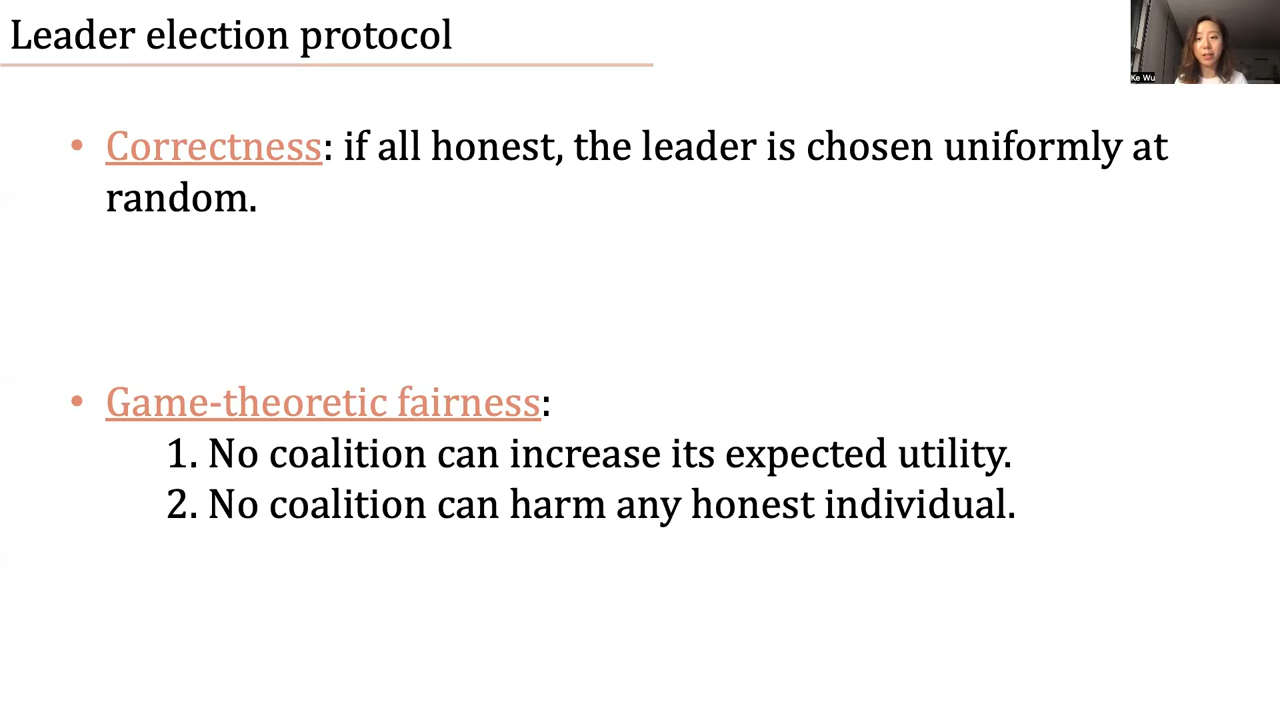 Leader election protocol
Ke Wu
• Correctness: if all honest, the leader is chosen uniformly at
random.
• Game-theoretic fairness:
1. No coalition can increase its expected utility.
2. No coalition can harm any honest individual.